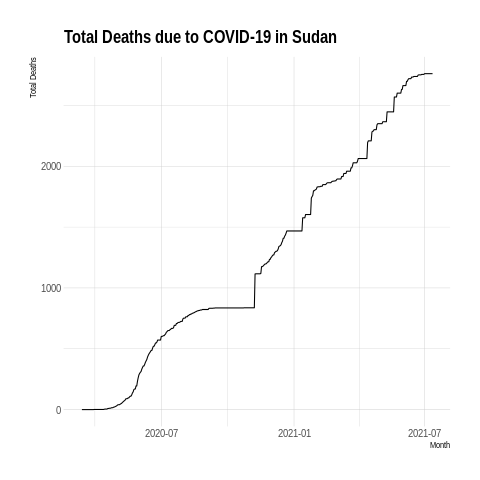 Total Deaths due to COVID-19 in Sudan
Total Deaths
2000
1000
0
2020-07 2021-01 2021-07
Month